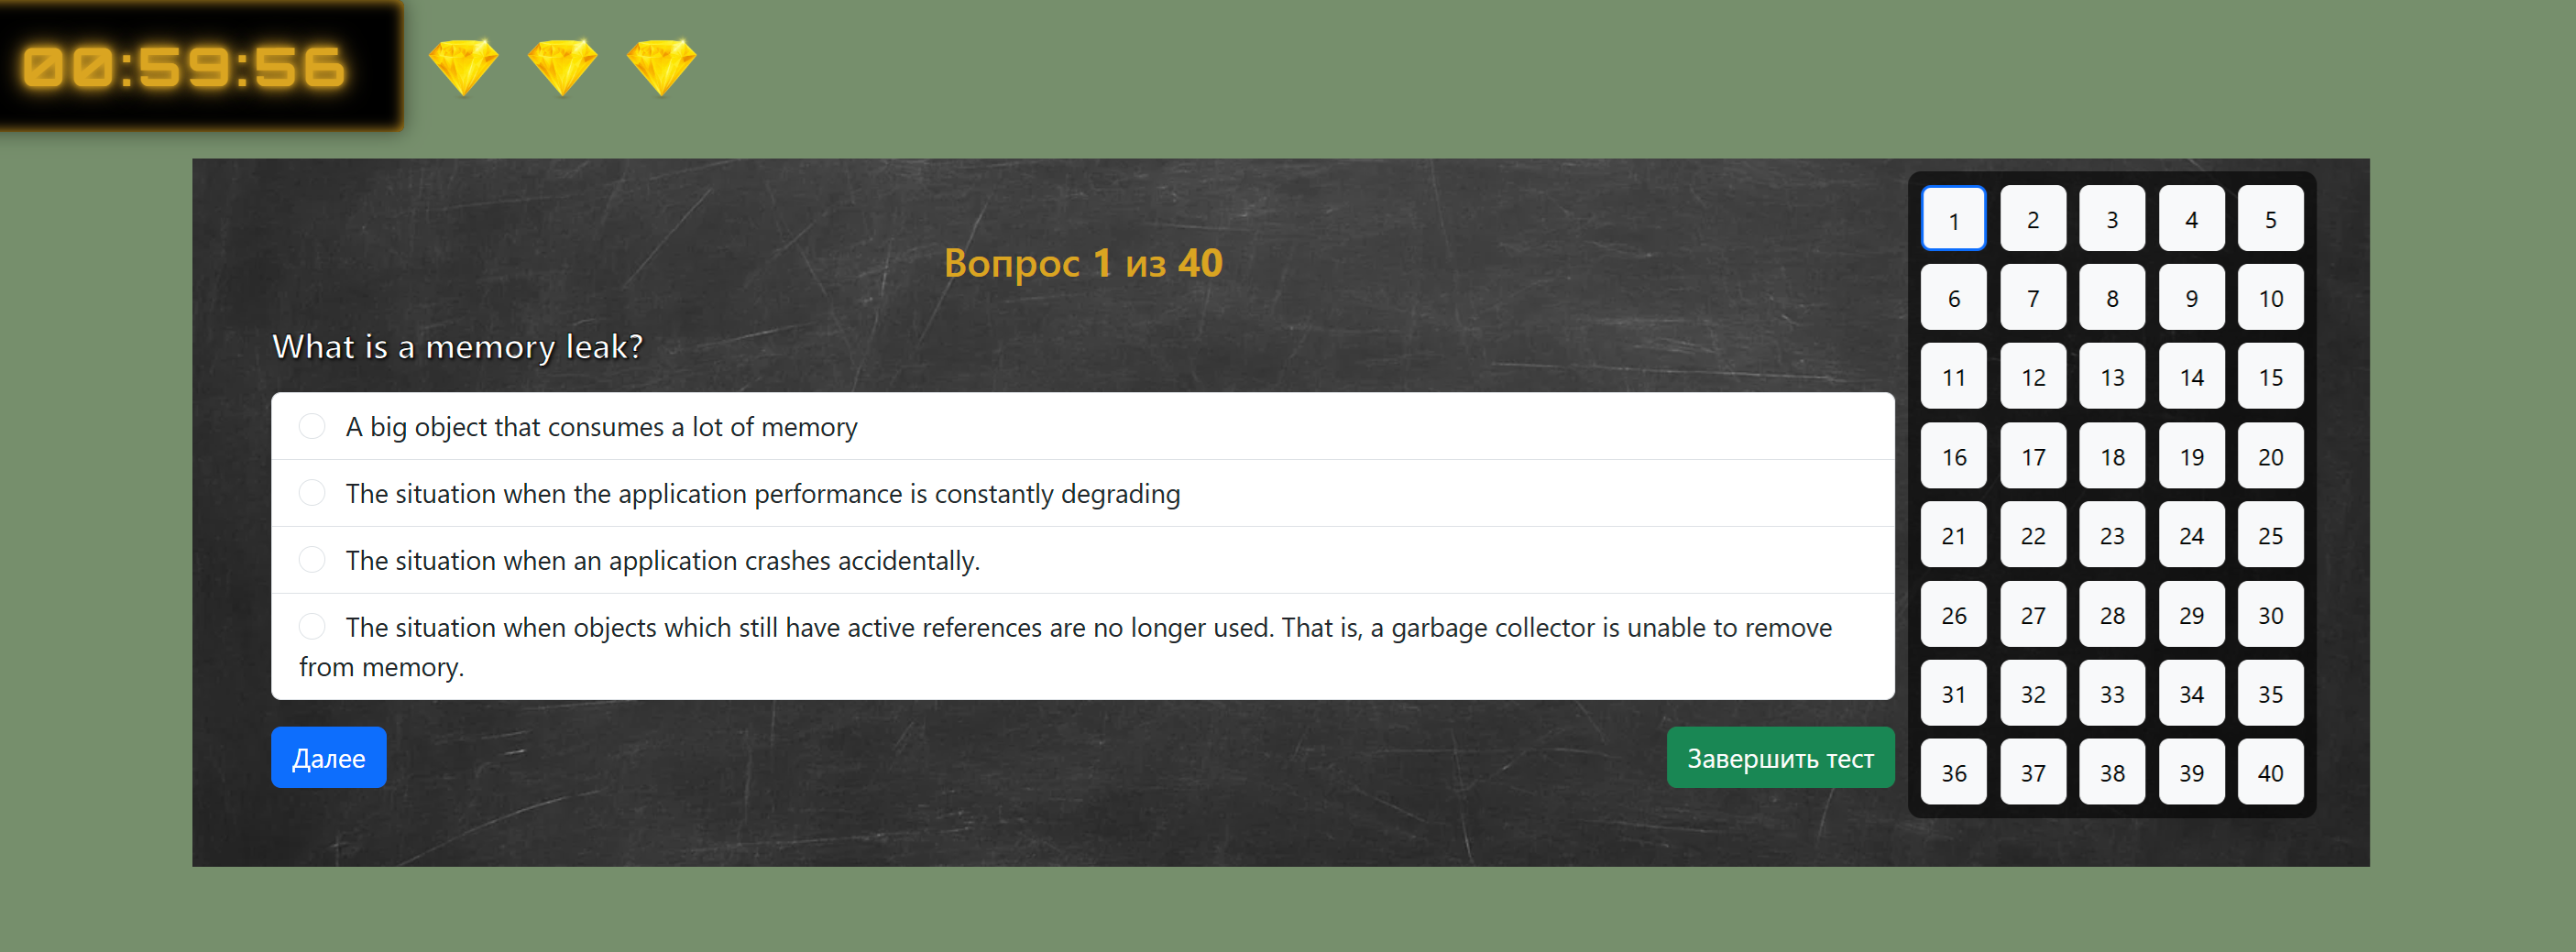 00:59:56
Вопрос 1 из 40
What is a memory leak?
A big object that consumes a lot of memory
The situation when the application performance is constantly degrading
The situation when an application crashes accidentally.
The situation when objects which still have active references are no longer used. That is, a garbage collector is unable to remove
from memory.
Далее
Завершить тест
1 2 3 4 5
6 7 8 9 10
11 12 13 14 15
16 17 18 19 20
21 22 23 24 25
26 27 28 29 30
31 32 33 34 35
36 37 38 39 40